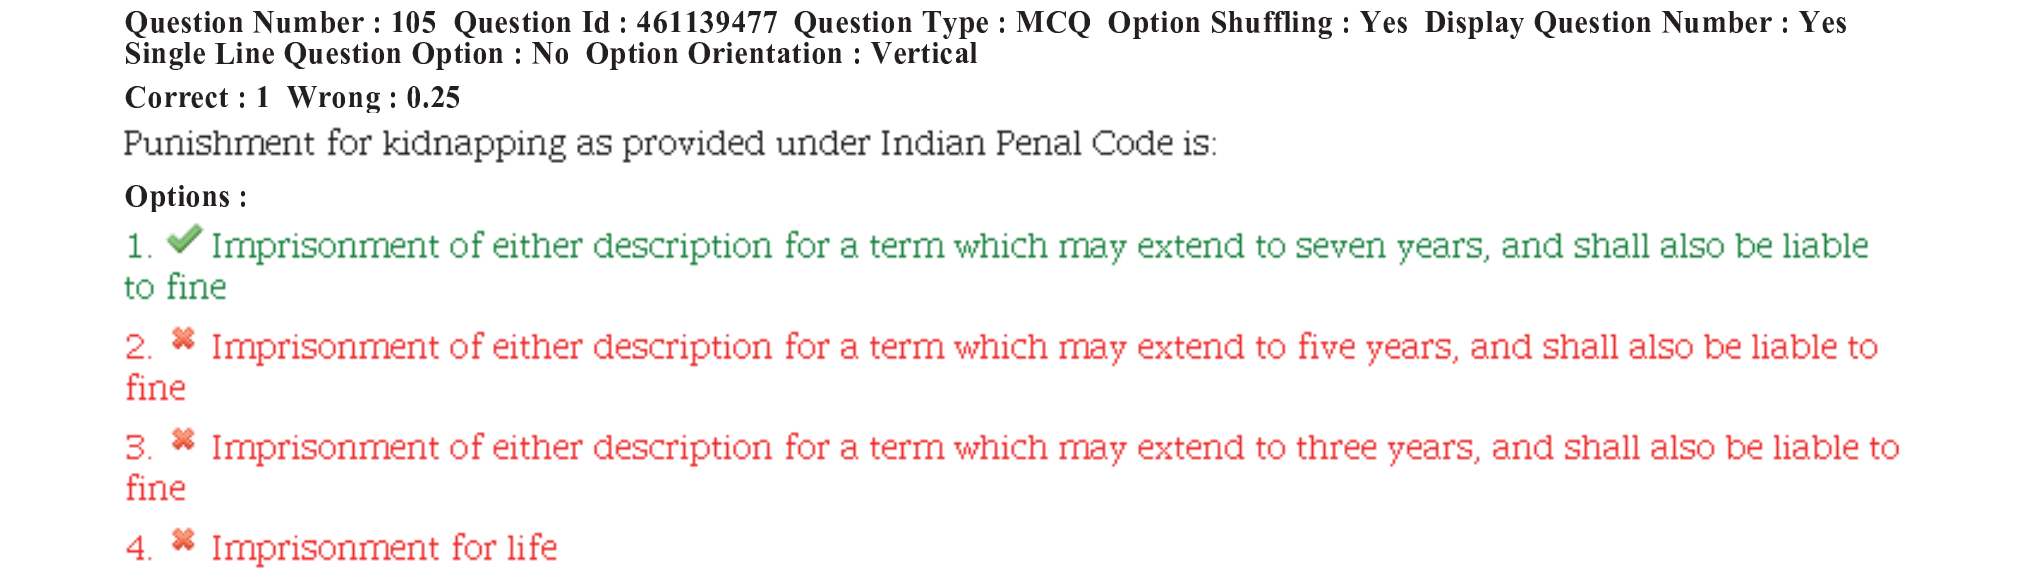 Question Number : 105 Question Id : 461139477 Question Type : MCQ Option Shuffling : Yes Display Question Number : Yes
Single Line Question Option : No Option Orientation : Vertical
Correct : 1 Wrong : 0.25
Punishment for kidnapping as provided under Indian Penal Code is:
Options :
1. ✔ Imprisonment of either description for a term which may extend to seven years, and shall also be liable
to fine
2. ✖ Imprisonment of either description for a term which may extend to five years, and shall also be liable to
fine
3. ✖ Imprisonment of either description for a term which may extend to three years, and shall also be liable to
fine
4. ✖ Imprisonment for life